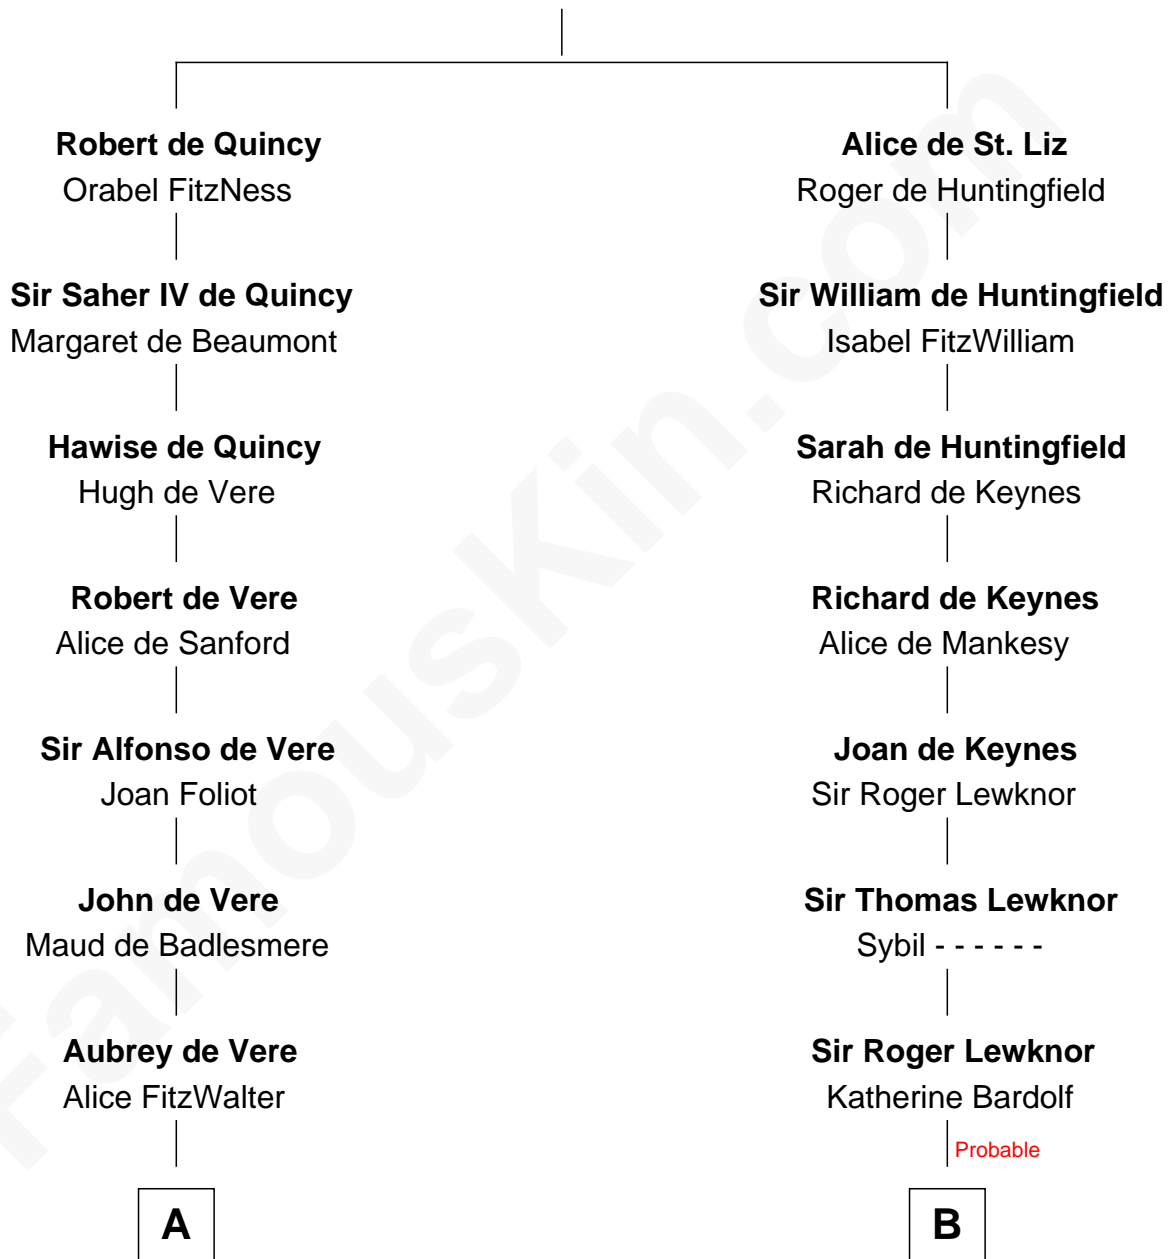 Robert de Quincy
Orabel FitzNess
Alice de St. Liz
Roger de Huntingfield
Sir Saher IV de Quincy
Margaret de Beaumont
Sir William de Huntingfield
Isabel FitzWilliam
Hawise de Quincy
Hugh de Vere
Sarah de Huntingfield
Richard de Keynes
Robert de Vere
Alice de Sanford
Richard de Keynes
Alice de Mankesy
Sir Alfonso de Vere
Joan Foliot
Joan de Keynes
Sir Roger Lewknor
John de Vere
Maud de Badlesmere
Sir Thomas Lewknor
Sybil - - - - - -
Aubrey de Vere
Alice FitzWalter
Sir Roger Lewknor
Katherine Bardolf
Probable
A
B
FamousKin.com